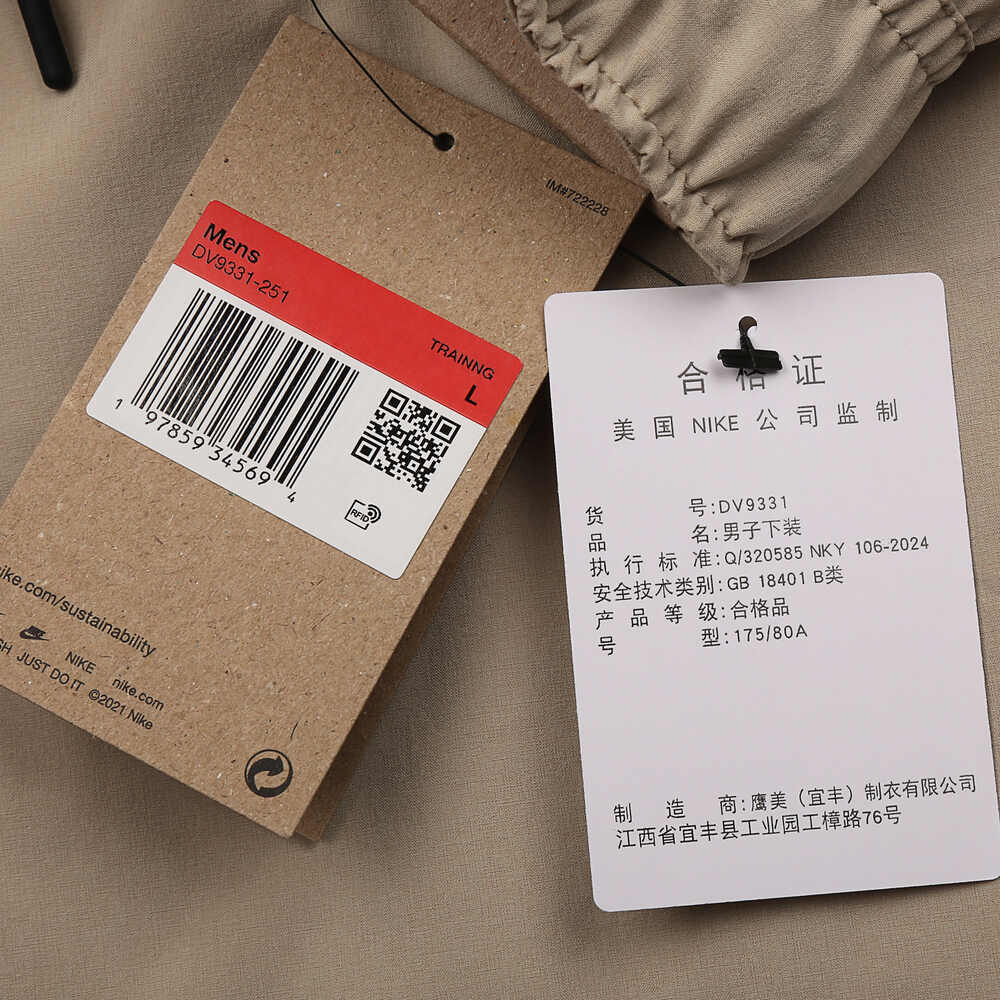 IM#722228
Mens
DV9331-251
TRAINNG
L
1 97859 34569 4
RFID
nike.com/sustainability
NIKE nike.com
JUST DO IT ©2021 Nike
合格证
美国 NIKE 公司监制
货号:DV9331
品名:男子下装
执行标准:Q/320585 NKY 106-2024
安全技术类别:GB 18401 B类
产品等级:合格品
号型:175/80A
制造商:鹰美(宜丰)制衣有限公司
江西省宜丰县工业园工樟路76号